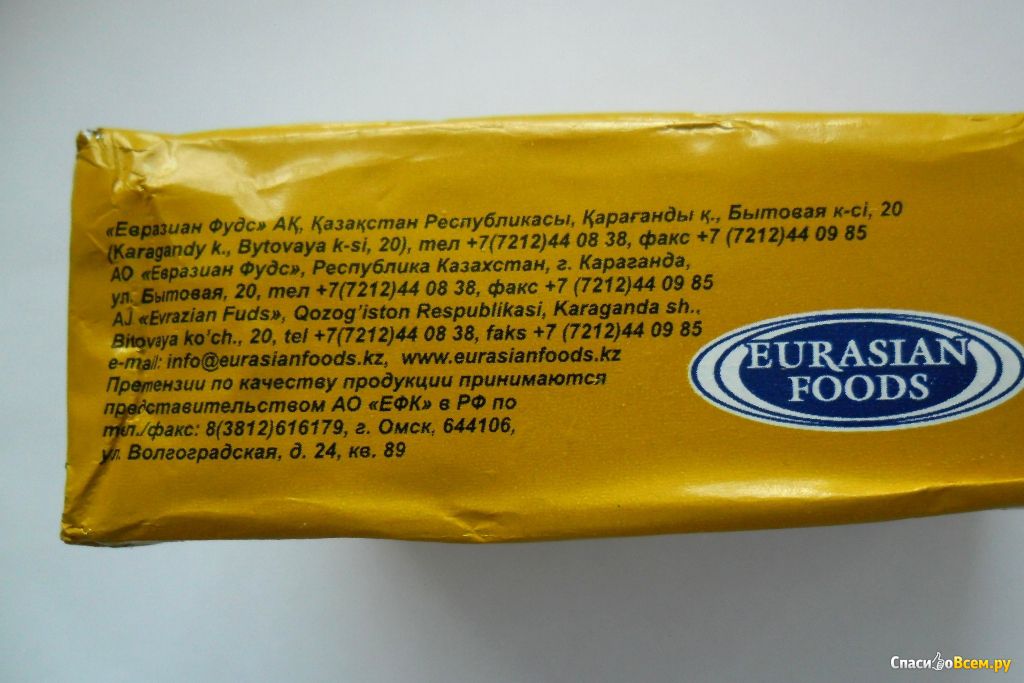 «Евразиан Фудс» АҚ, Қазақстан Республикасы, Қарағанды қ., Бытовая к-сі, 20
(Karagandy k., Bytovaya k-si, 20), тел +7(7212)44 08 38, факс +7 (7212)44 09 85
АО «Евразиан Фудс», Республика Казахстан, г. Караганда,
ул. Бытовая, 20, тел +7(7212)44 08 38, факс +7 (7212)44 09 85
AJ «Evrazian Fuds», Qozog'iston Respublikasi, Karaganda sh.,
Bitovaya ko'ch., 20, tel +7(7212)44 08 38, faks +7 (7212)44 09 85
e-mail: info@eurasianfoods.kz, www.eurasianfoods.kz
Претензии по качеству продукции принимаются
представительством АО «ЕФК» в РФ по
тел./факс: 8(3812)616179, г. Омск, 644106,
ул. Волгоградская, д. 24, кв. 89
EURASIAN
FOODS
СпасибоВсем.ру